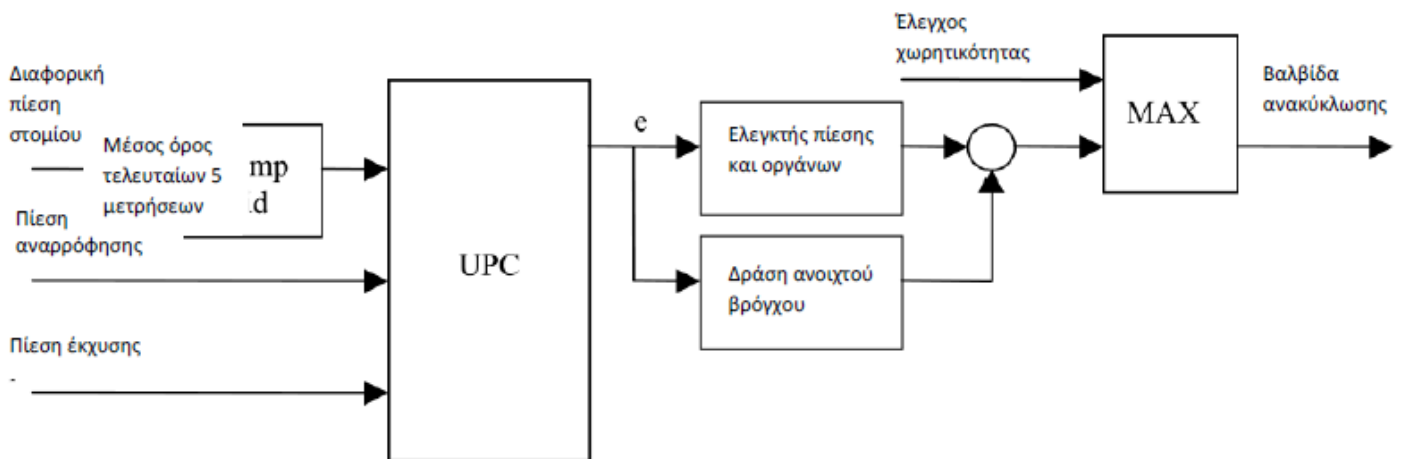 Διαφορική
πίεση
στομίου
Μέσος όρος
τελευταίων 5
μετρήσεων
mp
Πίεση
αναρρόφησης
Πίεση έκχυσης
-
UPC
e
Ελεγκτής πίεσης
και οργάνων
Δράση ανοιχτού
βρόγχου
Έλεγχος
χωρητικότητας
MAX
Βαλβίδα
ανακύκλωσης